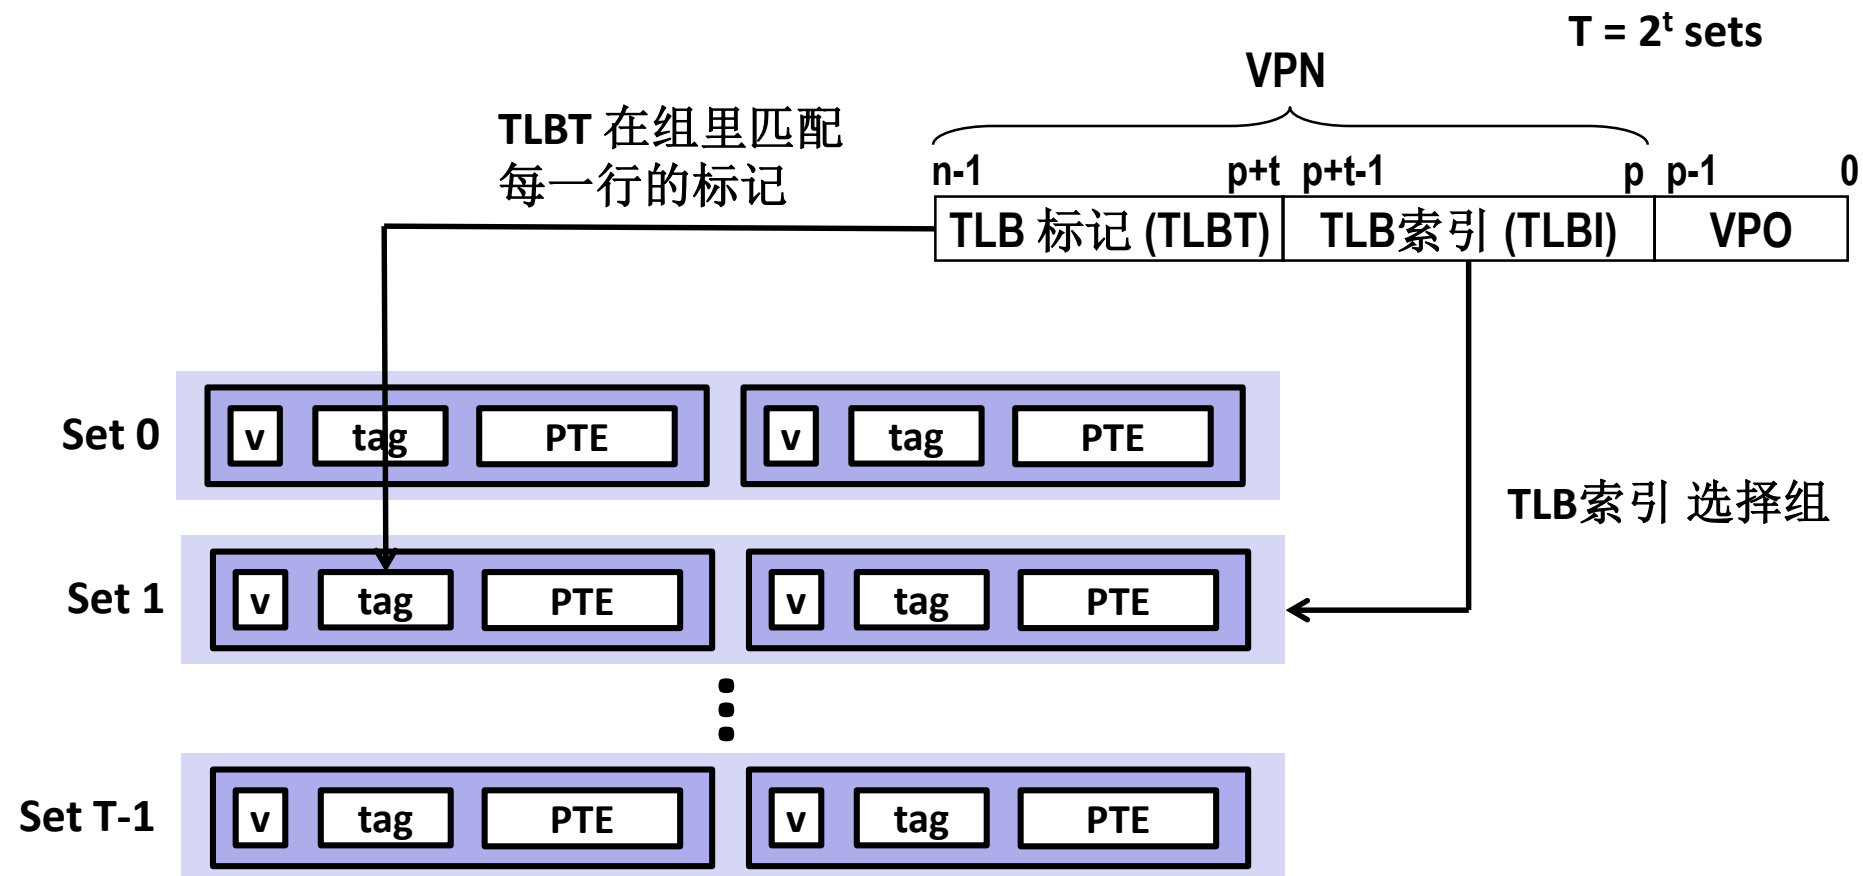 T = 2^t sets
VPN
TLBT 在组里匹配
每一行的标记
n-1 p+t p+t-1 p p-1 0
TLB 标记 (TLBT) TLB索引 (TLBI) VPO
Set 0 v tag PTE v tag PTE
TLB索引 选择组
Set 1 v tag PTE v tag PTE
Set T-1 v tag PTE v tag PTE